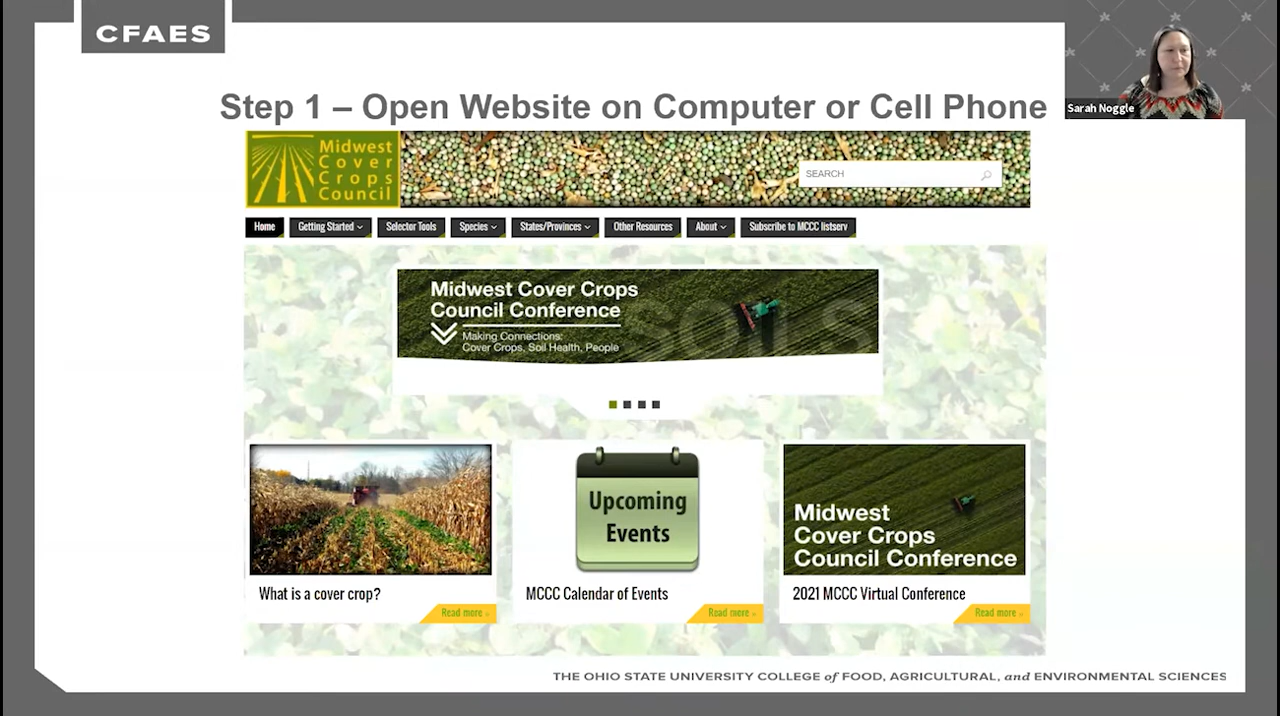 CFAES
Sarah Noggle
Step 1 – Open Website on Computer or Cell Phone
Midwest
Cover
Crops
Council
SEARCH
Home
Getting Started
Selector Tools
Species
States/Provinces
Other Resources
About
Subscribe to MCCC listserv
SOILS
Midwest Cover Crops
Council Conference
Making Connections:
Cover Crops, Soil Health, People
Upcoming
Events
Midwest
Cover Crops
Council Conference
What is a cover crop?
Read more »
MCCC Calendar of Events
Read more »
2021 MCCC Virtual Conference
Read more »
THE OHIO STATE UNIVERSITY COLLEGE of FOOD, AGRICULTURAL, and ENVIRONMENTAL SCIENCES